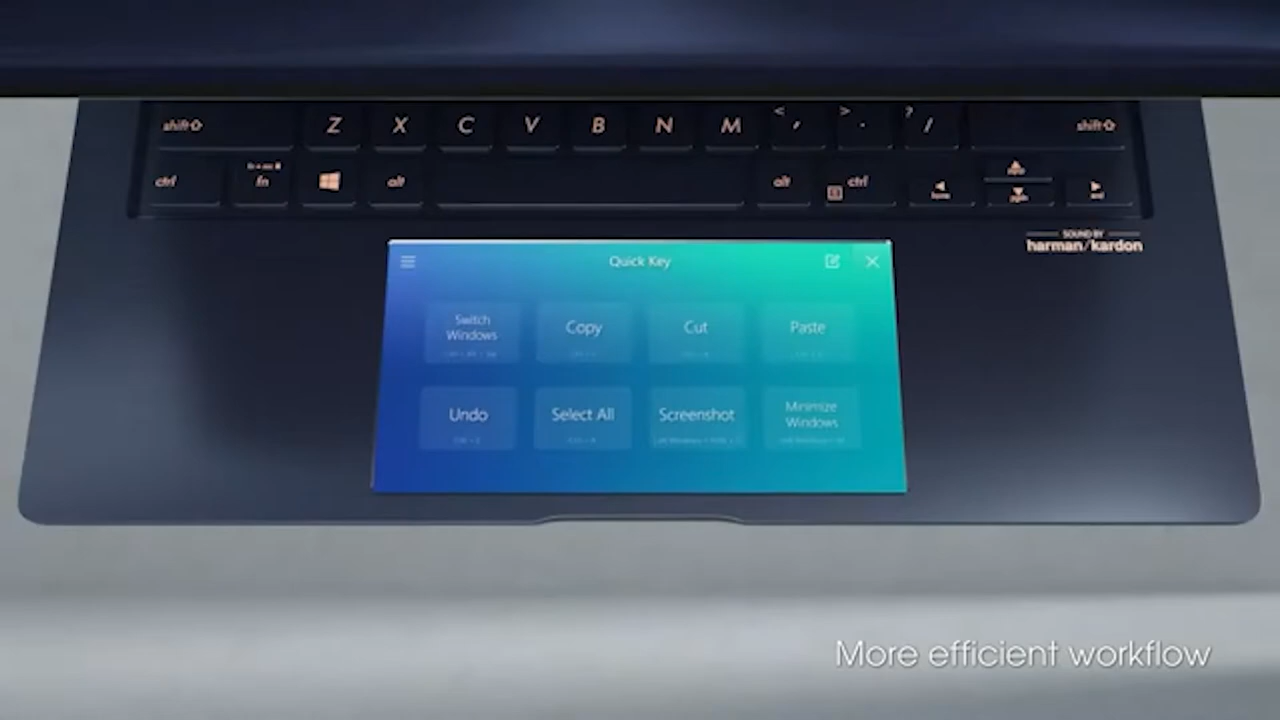 shift Z X C V B N M < , > . ? / shift
ctrl fn alt alt ctrl
SOUND BY
harman/kardon
Quick Key
Switch
Windows
Copy
Cut
Paste
Undo
Select All
Screenshot
Minimize
Windows
More efficient workflow